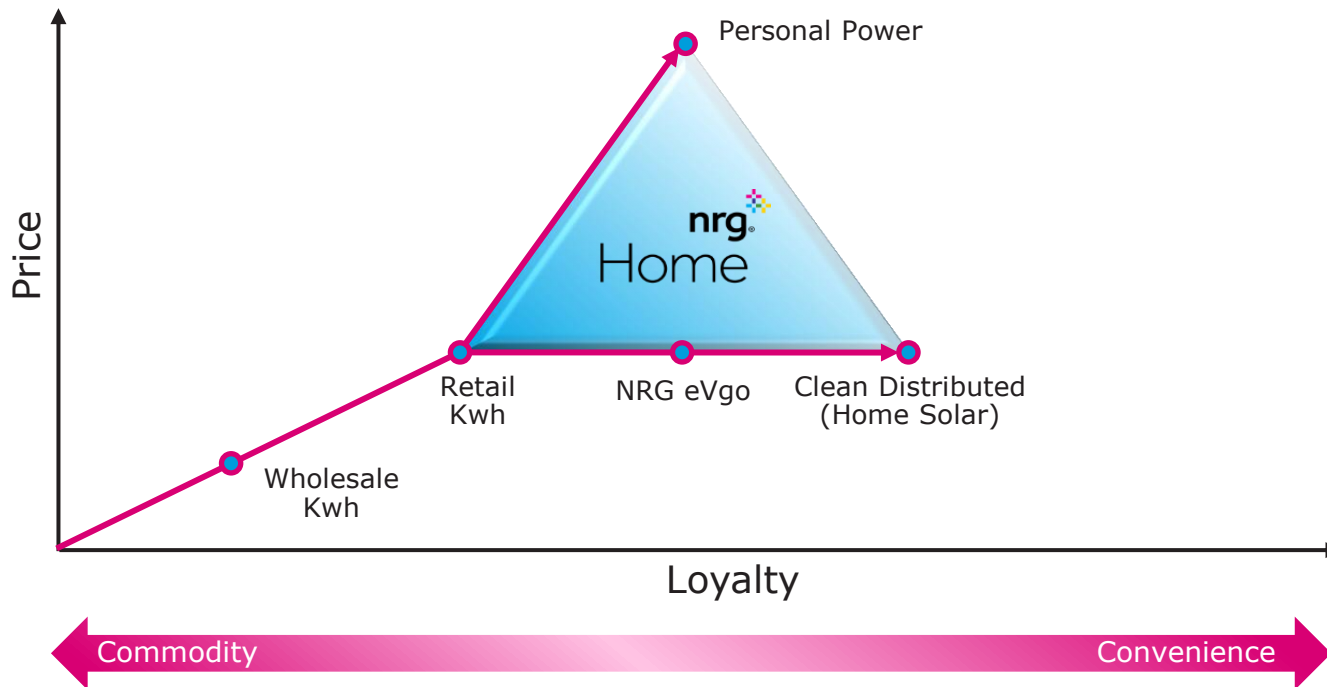 Personal Power
nrg®
Home
Price
Retail
Kwh
NRG eVgo
Clean Distributed
(Home Solar)
Wholesale
Kwh
Loyalty
Commodity
Convenience